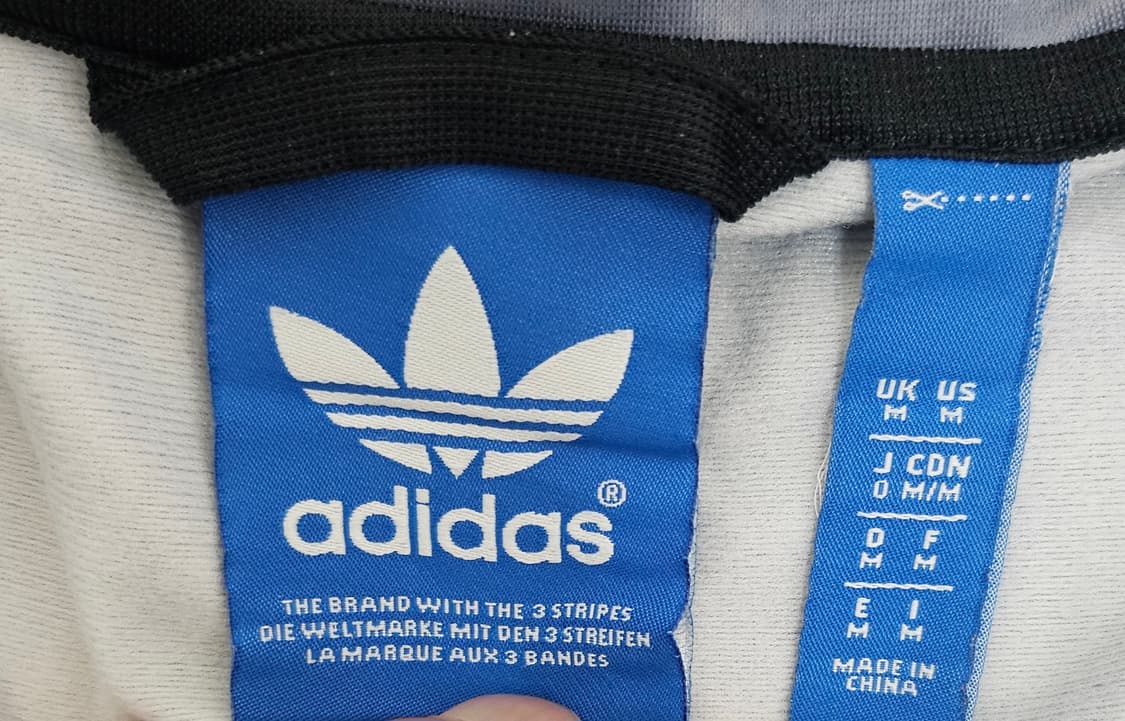 adidas®
THE BRAND WITH THE 3 STRIPES
DIE WELTMARKE MIT DEN 3 STREIFEN
LA MARQUE AUX 3 BANDES
UK US
M M
J CDN
O M/M
D F
M M
E I
M M
MADE IN
CHINA